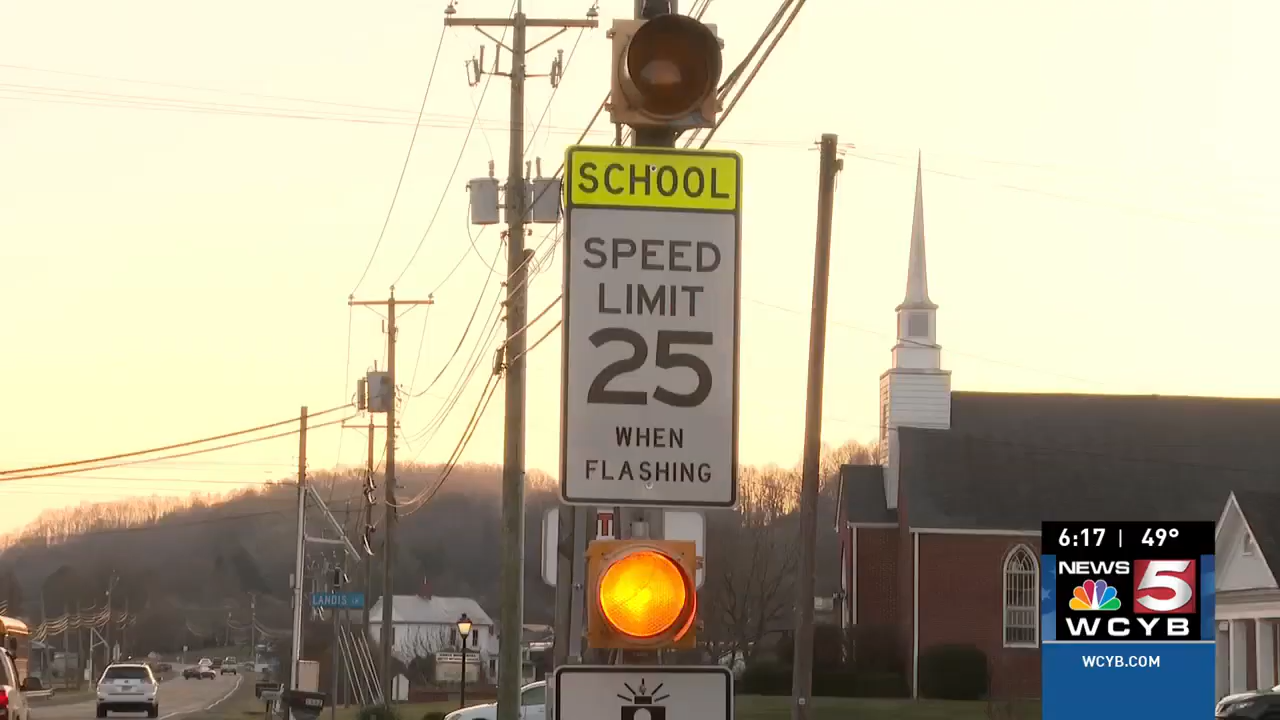 SCHOOL
SPEED
LIMIT
25
WHEN
FLASHING
LANDIS
6:17 | 49°
NEWS 5
WCYB
WCYB.COM